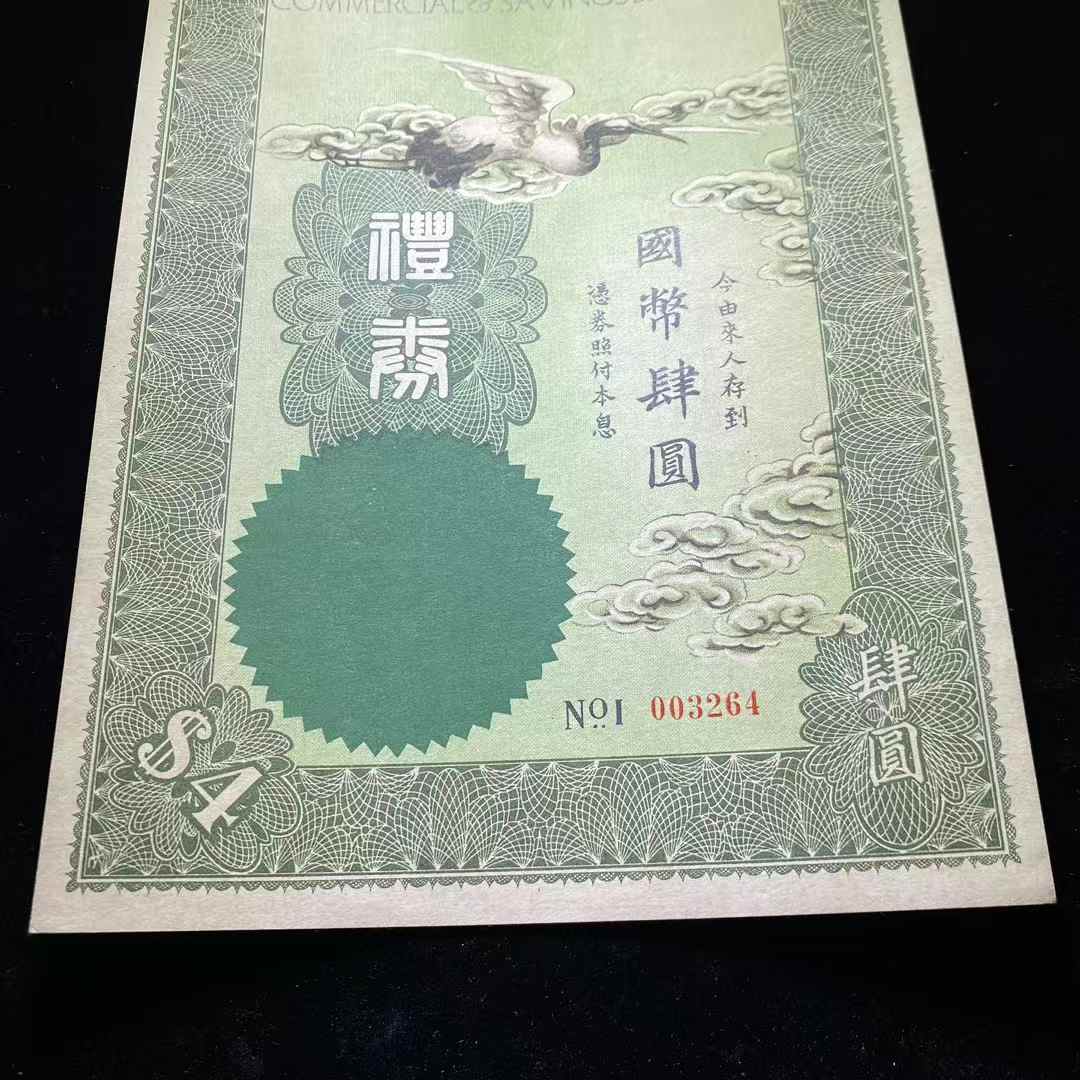 COMMERCIAL & SAVINGS
禮券
今由來人存到
國幣肆圓
憑券照付本息
No. 1 003264
$4
肆圓